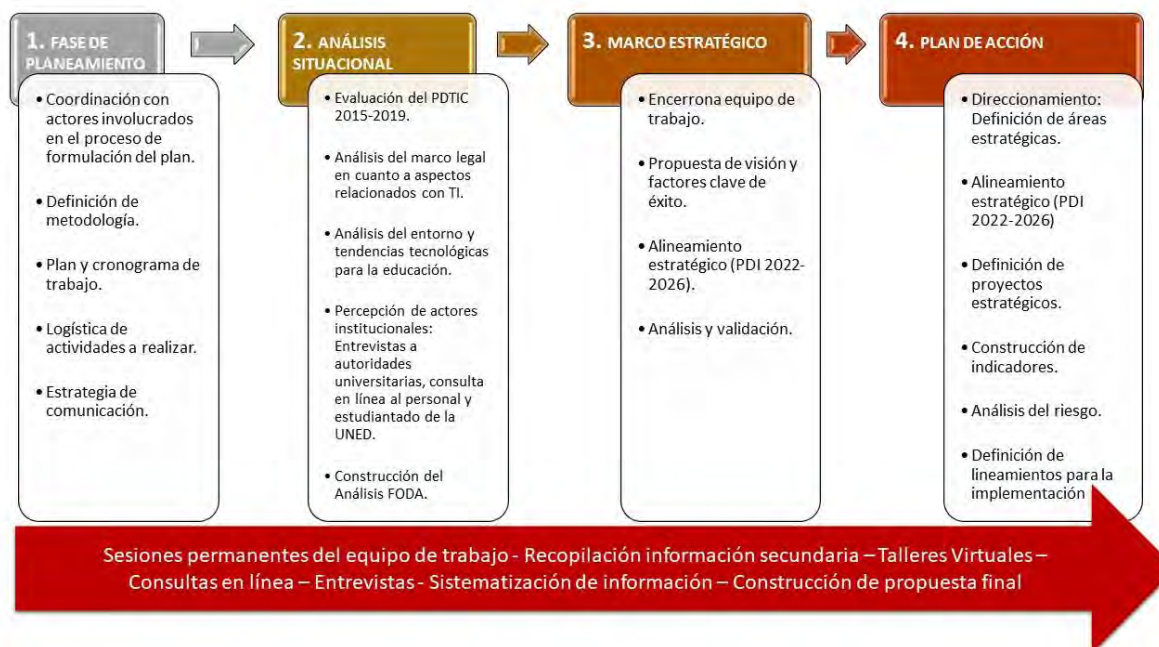 1. FASE DE
PLANEAMIENTO
• Coordinación con
actores involucrados
en el proceso de
formulación del plan.
• Definición de
metodología.
• Plan y cronograma de
trabajo.
• Logística de
actividades a realizar.
• Estrategia de
comunicación.
2. ANÁLISIS
SITUACIONAL
• Evaluación del PDTIC
2015-2019.
• Análisis del marco legal
en cuanto a aspectos
relacionados con TI.
• Análisis del entorno y
tendencias tecnológicas
para la educación.
• Percepción de actores
institucionales:
Entrevistas a
autoridades
universitarias, consulta
en línea al personal y
estudiantado de la
UNED.
• Construcción del
Análisis FODA.
3. MARCO ESTRATÉGICO
• Encerrona equipo de
trabajo.
• Propuesta de visión y
factores clave de
éxito.
• Alineamiento
estratégico (PDI 2022-
2026).
• Análisis y validación.
4. PLAN DE ACCIÓN
• Direccionamiento:
Definición de áreas
estratégicas.
• Alineamiento
estratégico (PDI
2022-2026)
• Definición de
proyectos
estratégicos.
• Construcción de
indicadores.
• Análisis del riesgo.
• Definición de
lineamientos para la
implementación
Sesiones permanentes del equipo de trabajo - Recopilación información secundaria – Talleres Virtuales –
Consultas en línea – Entrevistas - Sistematización de información – Construcción de propuesta final